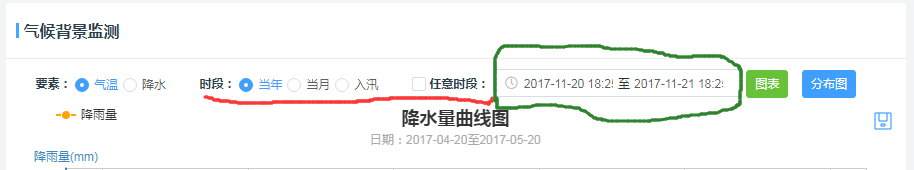 气候背景监测
要素： 气温 降水 时段： 当年 当月 入汛 任意时段： 2017-11-20 18:25 至 2017-11-21 18:25 图表 分布图
降雨量
降水量曲线图
日期：2017-04-20至2017-05-20
降雨量(mm)